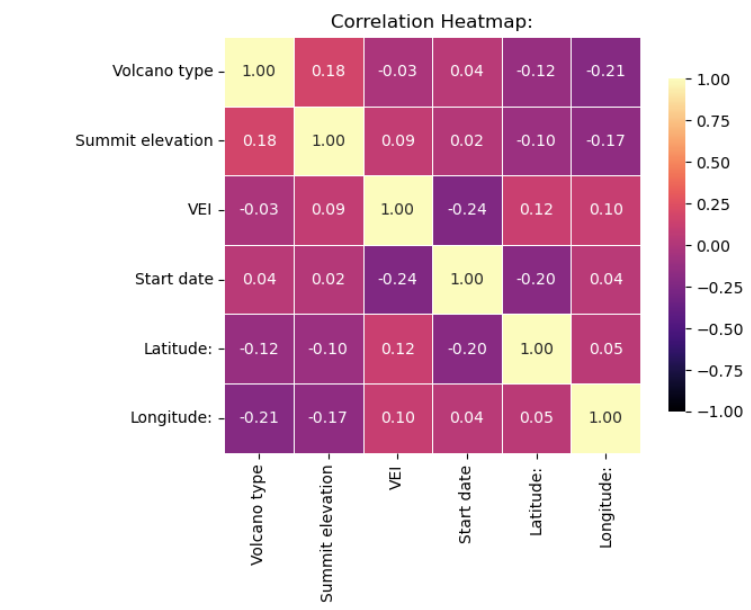 Correlation Heatmap:
Volcano type 1.00 0.18 -0.03 0.04 -0.12 -0.21
Summit elevation 0.18 1.00 0.09 0.02 -0.10 -0.17
VEI -0.03 0.09 1.00 -0.24 0.12 0.10
Start date 0.04 0.02 -0.24 1.00 -0.20 0.04
Latitude: -0.12 -0.10 0.12 -0.20 1.00 0.05
Longitude: -0.21 -0.17 0.10 0.04 0.05 1.00
Volcano type
Summit elevation
VEI
Start date
Latitude:
Longitude:
1.00
0.75
0.50
0.25
0.00
−0.25
−0.50
−0.75
−1.00